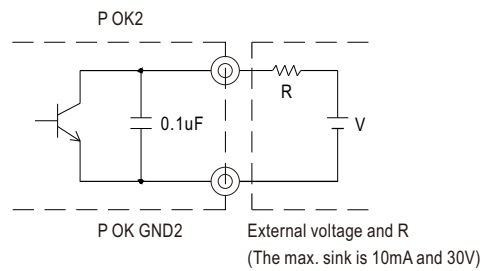 P OK2
0.1uF
R
V
P OK GND2
External voltage and R
(The max. sink is 10mA and 30V)